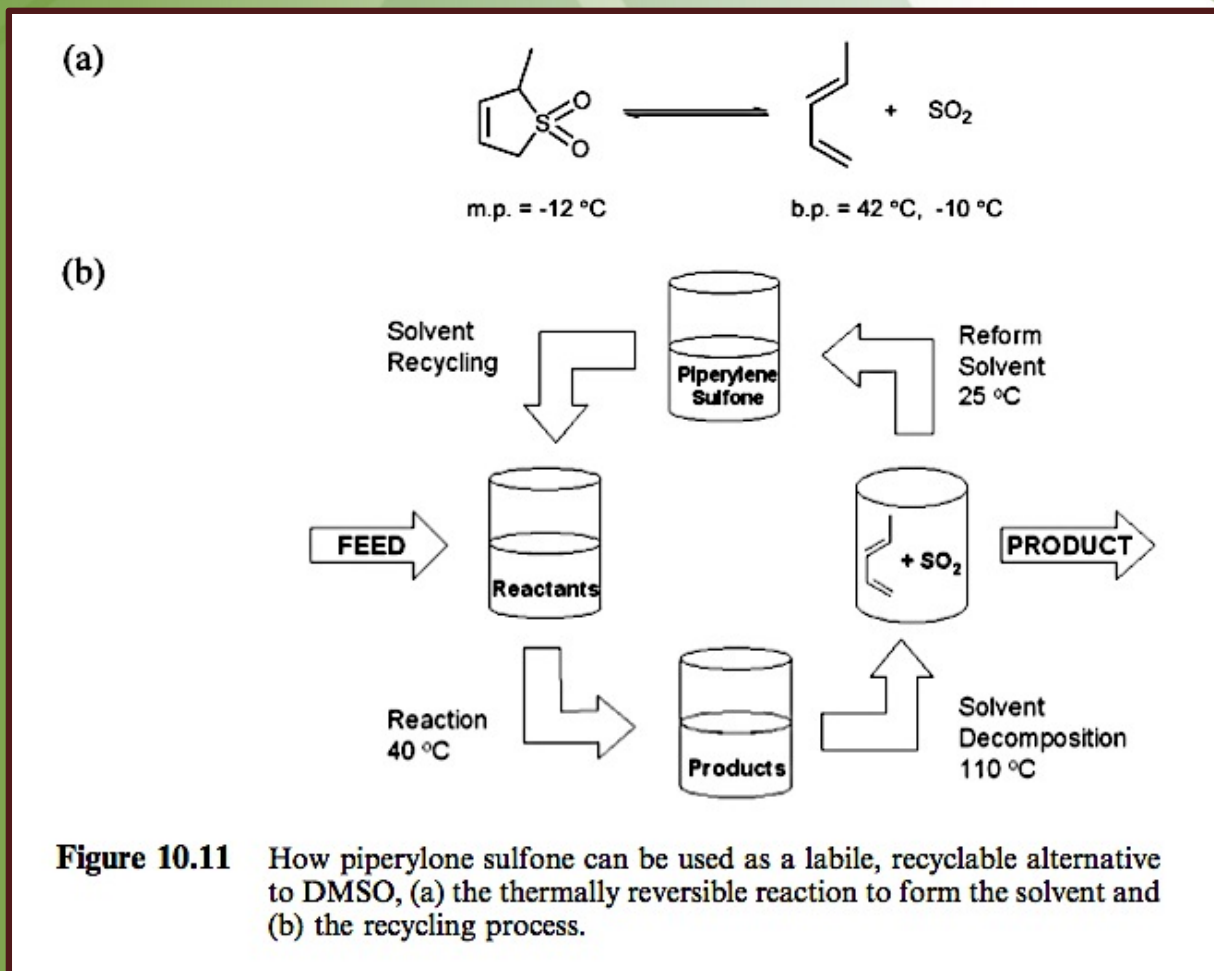 (a)
S
O
O
+ SO₂
m.p. = -12 °C
b.p. = 42 °C, -10 °C
(b)
Solvent
Recycling
Piperylene
Sulfone
Reform
Solvent
25 °C
FEED
Reactants
+ SO₂
PRODUCT
Reaction
40 °C
Products
Solvent
Decomposition
110 °C
Figure 10.11 How piperylone sulfone can be used as a labile, recyclable alternative
to DMSO, (a) the thermally reversible reaction to form the solvent and
(b) the recycling process.